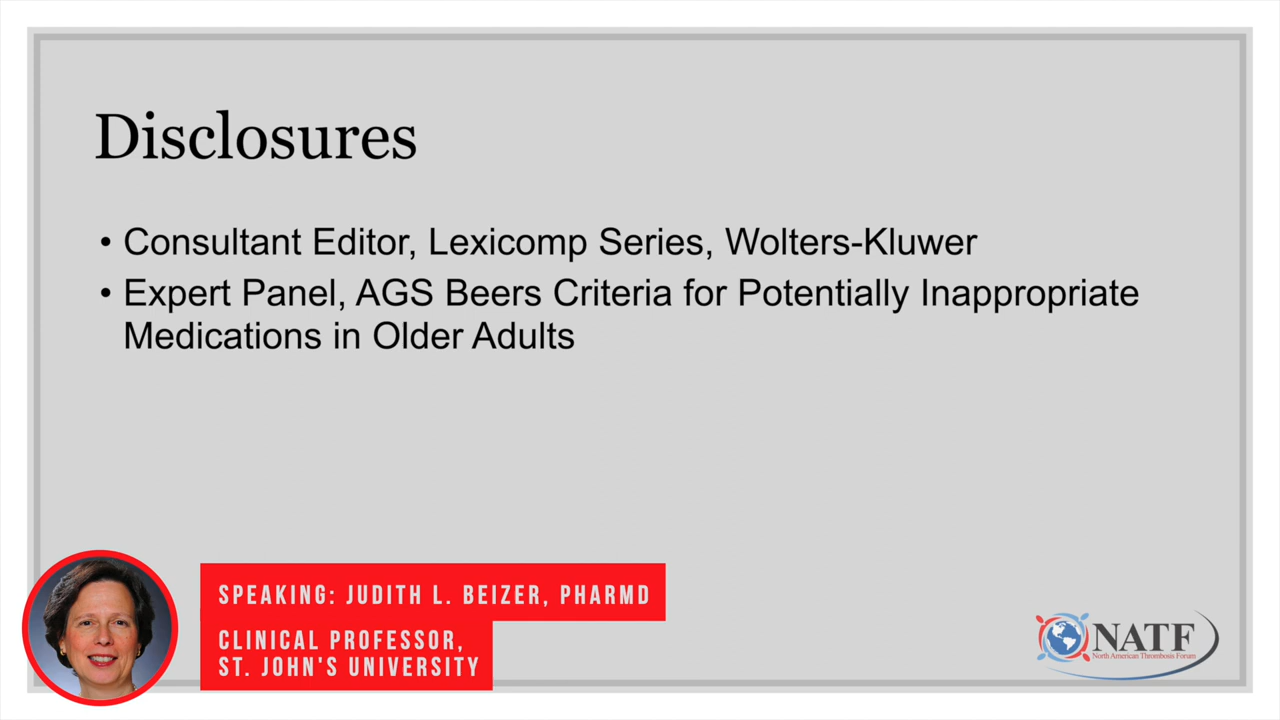 Disclosures
• Consultant Editor, Lexicomp Series, Wolters-Kluwer
• Expert Panel, AGS Beers Criteria for Potentially Inappropriate
Medications in Older Adults
SPEAKING: JUDITH L. BEIZER, PHARMD
CLINICAL PROFESSOR,
ST. JOHN'S UNIVERSITY
NATF
North American Thrombosis Forum